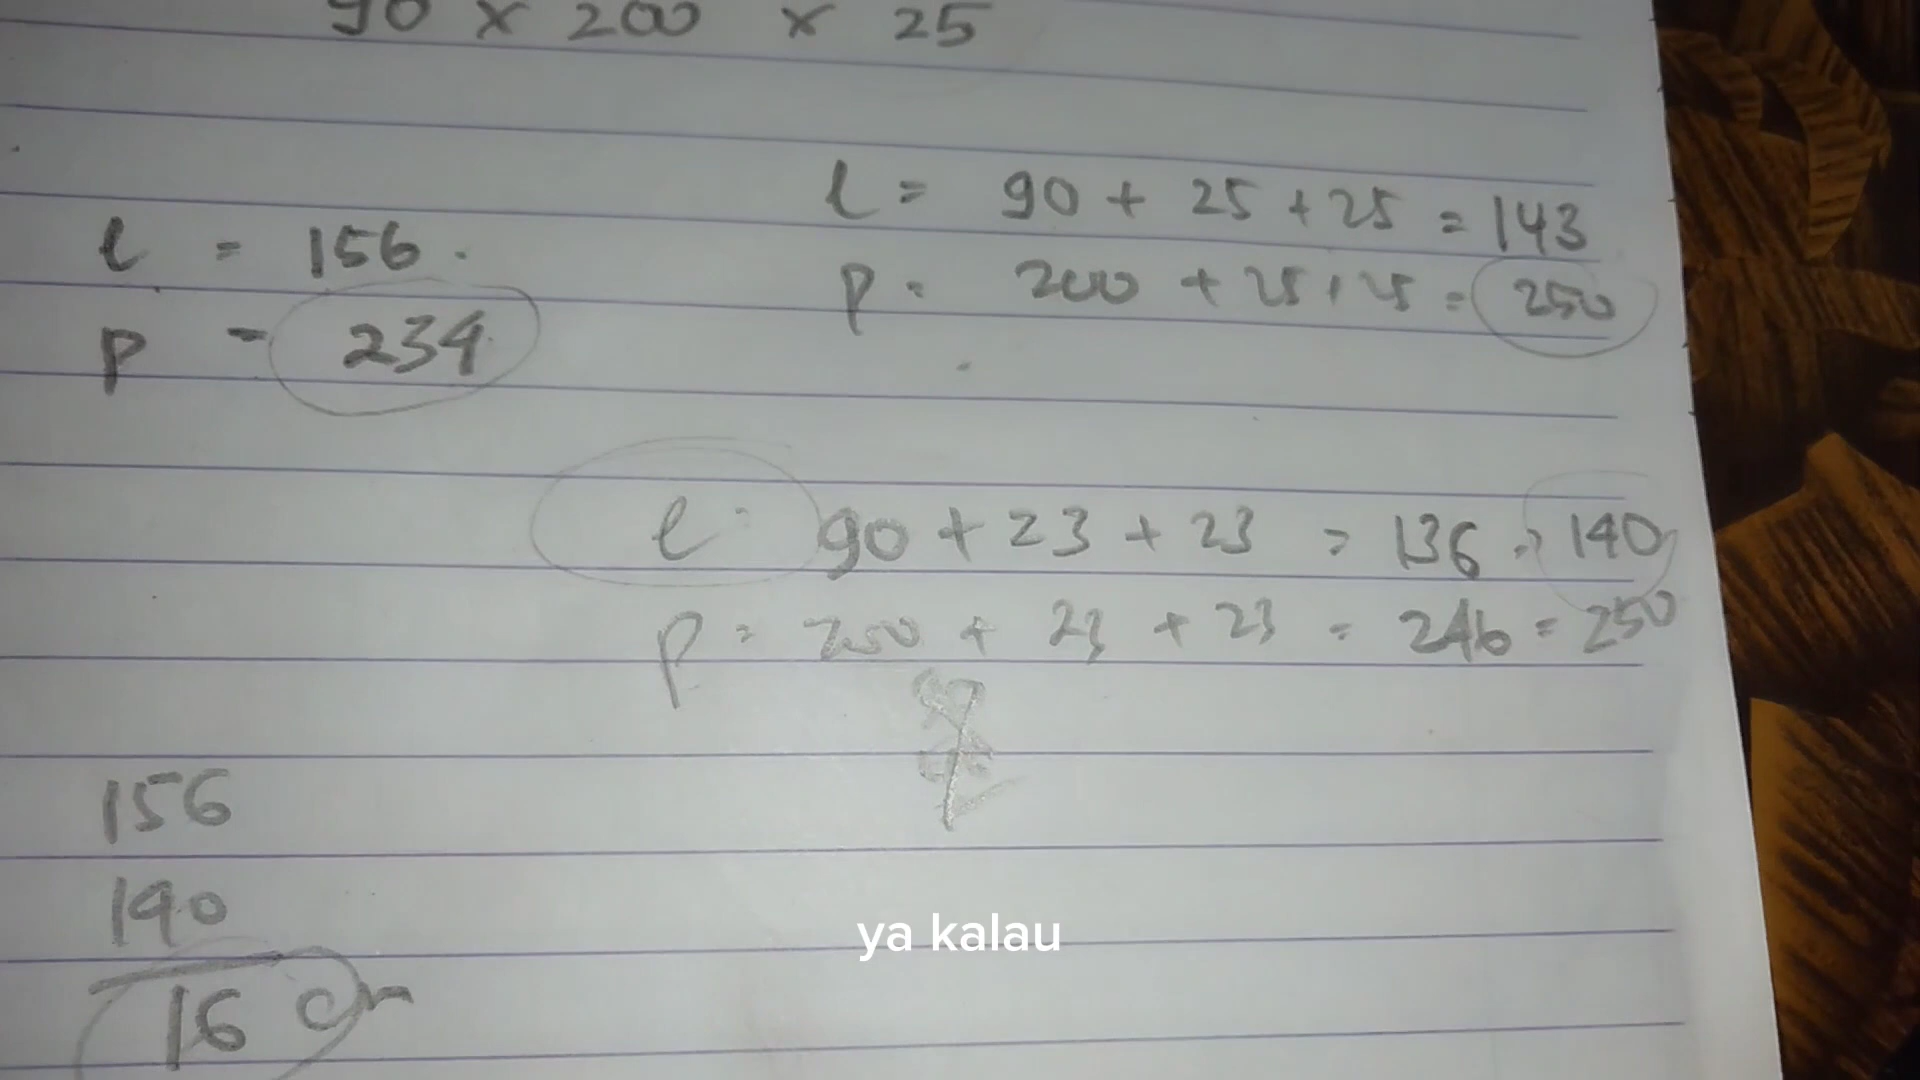 90 x 200 x 25
l = 90 + 25 + 25 = 143
p = 200 + 25 + 25 = 250
l = 156
p = 234
l = 90 + 23 + 23 = 136 = 140
p = 200 + 23 + 23 = 246 = 250
156
140
16 cm
ya kalau